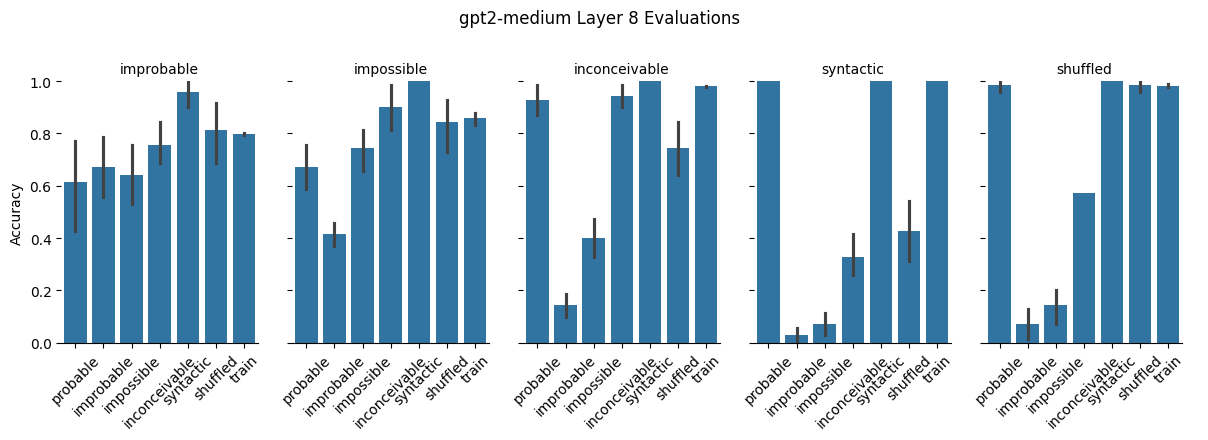 gpt2-medium Layer 8 Evaluations
improbable
impossible
inconceivable
syntactic
shuffled
1.0
0.8
0.6
0.4
0.2
0.0
Accuracy
probable
improbable
impossible
inconceivable
syntactic
shuffled
train
probable
improbable
impossible
inconceivable
syntactic
shuffled
train
probable
improbable
impossible
inconceivable
syntactic
shuffled
train
probable
improbable
impossible
inconceivable
syntactic
shuffled
train
probable
improbable
impossible
inconceivable
syntactic
shuffled
train